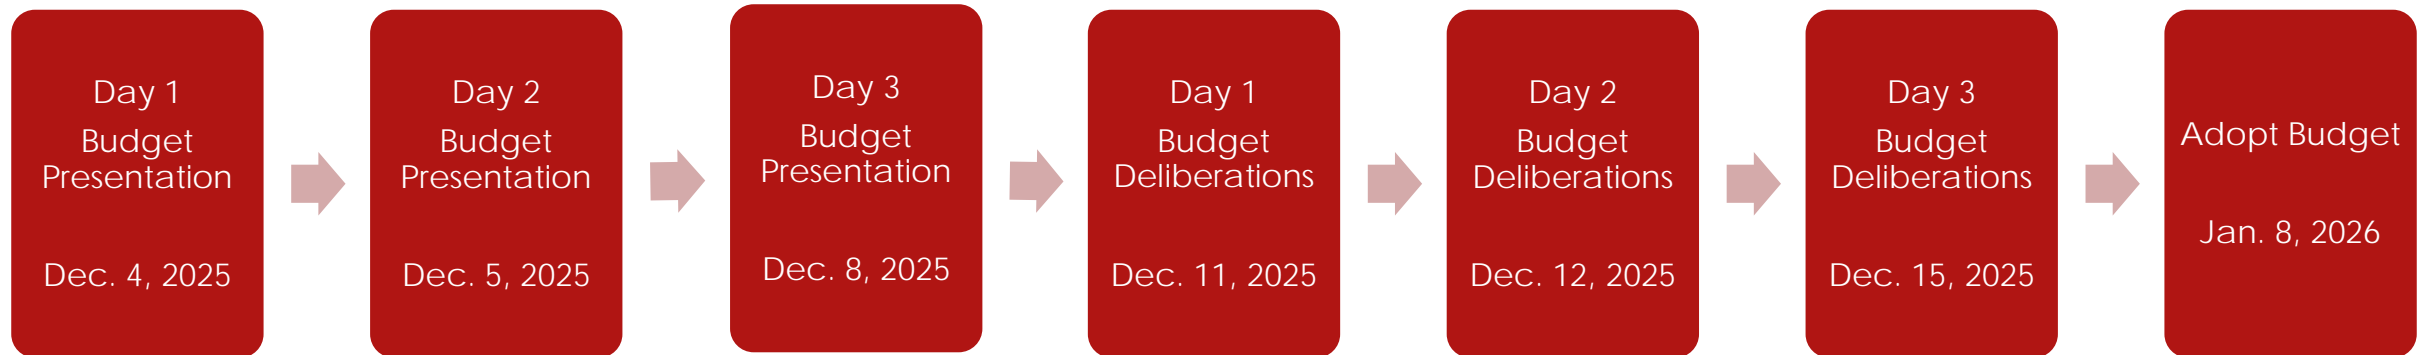 Day 1
Budget
Presentation
Dec. 4, 2025
Day 2
Budget
Presentation
Dec. 5, 2025
Day 3
Budget
Presentation
Dec. 8, 2025
Day 1
Budget
Deliberations
Dec. 11, 2025
Day 2
Budget
Deliberations
Dec. 12, 2025
Day 3
Budget
Deliberations
Dec. 15, 2025
Adopt Budget
Jan. 8, 2026